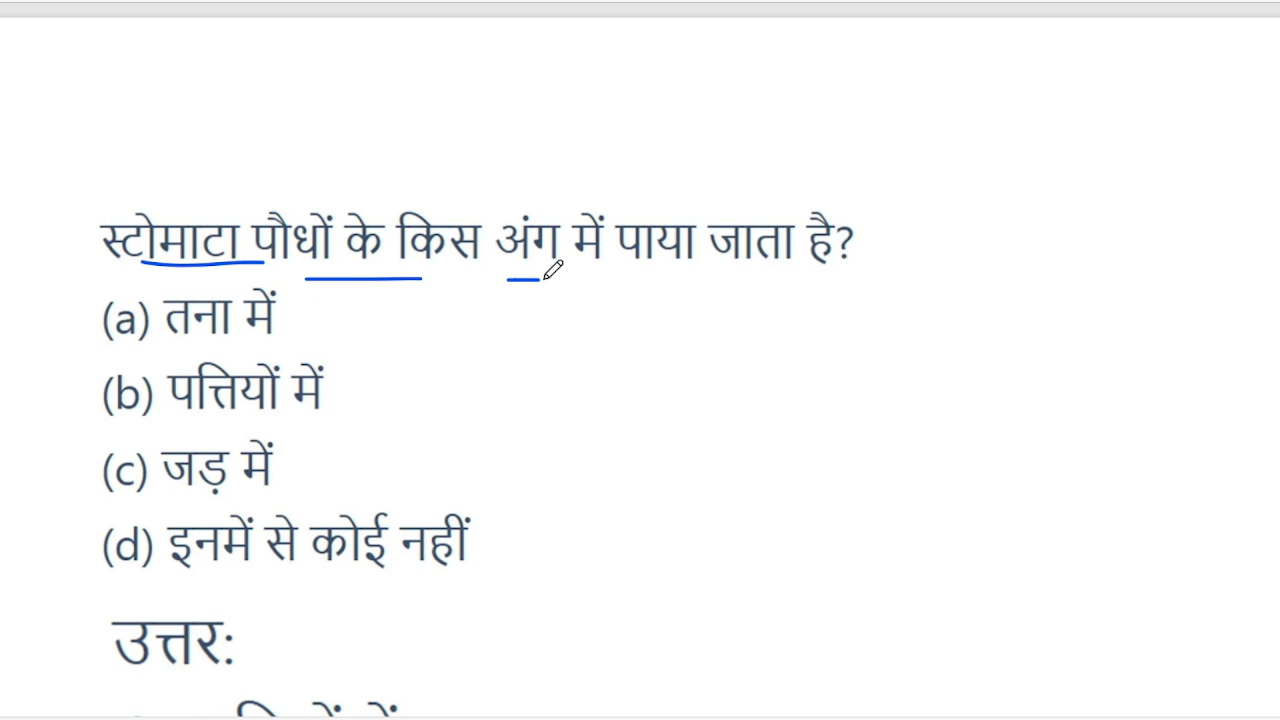 स्टोमाटा पौधों के किस अंग में पाया जाता है?
(a) तना में
(b) पत्तियों में
(c) जड़ में
(d) इनमें से कोई नहीं
उत्तर: